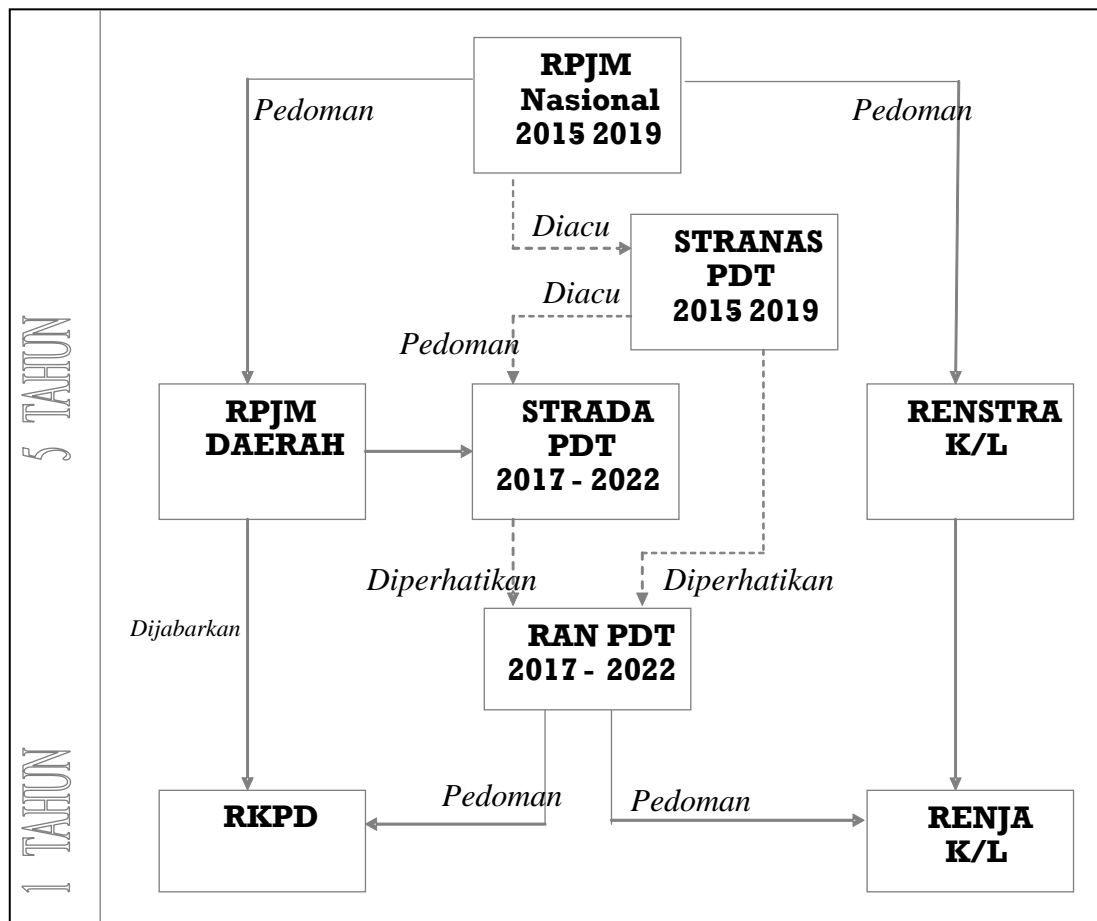 RPJM
Nasional
2015 2019
Pedoman
Pedoman
Diacu
STRANAS
PDT
2015 2019
Diacu
Pedoman
5 TAHUN
RPJM
DAERAH
STRADA
PDT
2017 - 2022
RENSTRA
K/L
Diperhatikan
Diperhatikan
Dijabarkan
RAN PDT
2017 - 2022
1 TAHUN
Pedoman
Pedoman
RKPD
RENJA
K/L